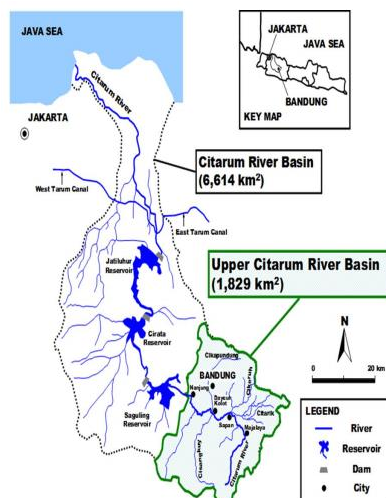 JAVA SEA
JAKARTA
JAVA SEA
BANDUNG
KEY MAP
Citarum River
JAKARTA
Citarum River Basin
(6,614 km²)
West Tarum Canal
East Tarum Canal
Jatiluhur
Reservoir
Upper Citarum River Basin
(1,829 km²)
Cirata
Reservoir
Cikapundung
N
BANDUNG
Citarik
Nanjung
Dayeuh
Kolot
0 20 km
Saguling
Reservoir
Sapan
Majalaya
Citarum River
LEGEND
River
Reservoir
Dam
City